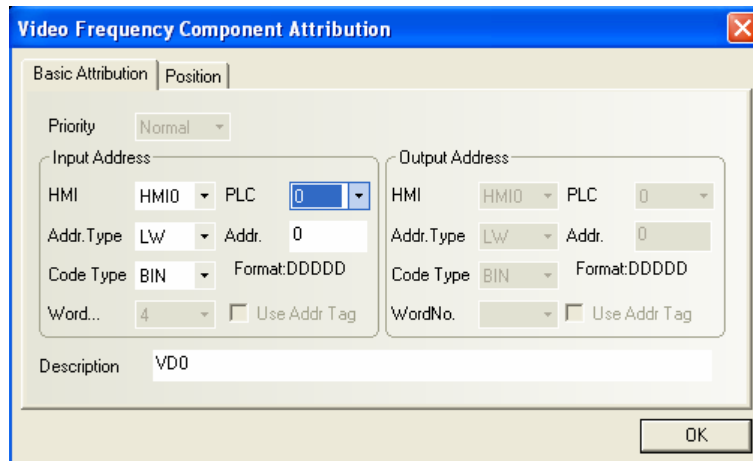 Video Frequency Component Attribution
Basic Attribution Position
Priority Normal
Input Address
HMI HMI0 PLC 0
Addr.Type LW Addr. 0
Code Type BIN Format:DDDDD
Word... 4 Use Addr Tag
Output Address
HMI HMI0 PLC 0
Addr.Type LW Addr. 0
Code Type BIN Format:DDDDD
WordNo. Use Addr Tag
Description VD0
OK